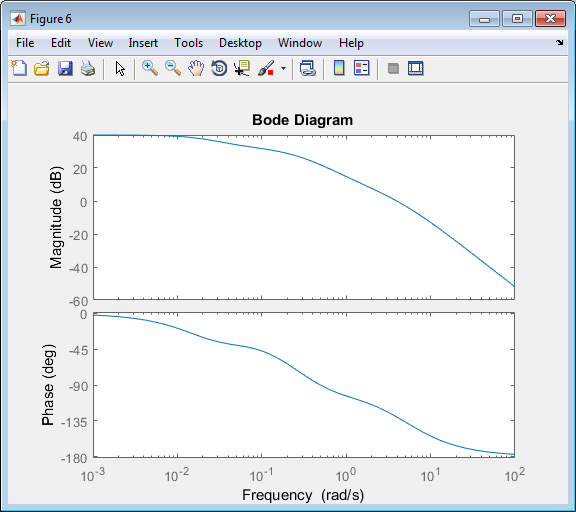 Figure 6
File Edit View Insert Tools Desktop Window Help
Bode Diagram
Magnitude (dB)
40
20
0
-20
-40
-60
Phase (deg)
0
-45
-90
-135
-180
10^-3 10^-2 10^-1 10^0 10^1 10^2
Frequency (rad/s)